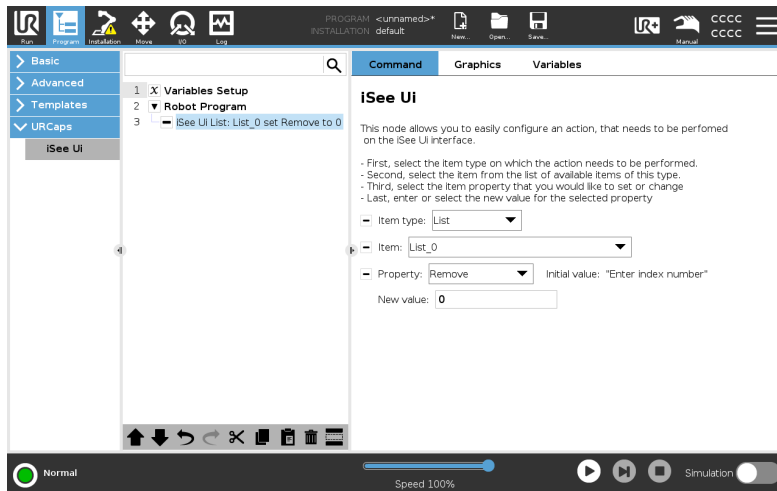 PROGRAM <unnamed>*
INSTALLATION default
Run Program Installation Move I/O Log New... Open... Save... Manual
UR UR+
CCCC
CCCC
Basic
Advanced
Templates
URCaps
iSee Ui
1 X Variables Setup
2 Robot Program
3 iSee Ui List: List_0 set Remove to 0
Command Graphics Variables
iSee Ui
This node allows you to easily configure an action, that needs to be perfomed
on the iSee Ui interface.
- First, select the item type on which the action needs to be performed.
- Second, select the item from the list of available items of this type.
- Third, select the item property that you would like to set or change
- Last, enter or select the new value for the selected property
Item type: List
Item: List_0
Property: Remove Initial value: "Enter index number"
New value: 0
Normal
Speed 100%
Simulation